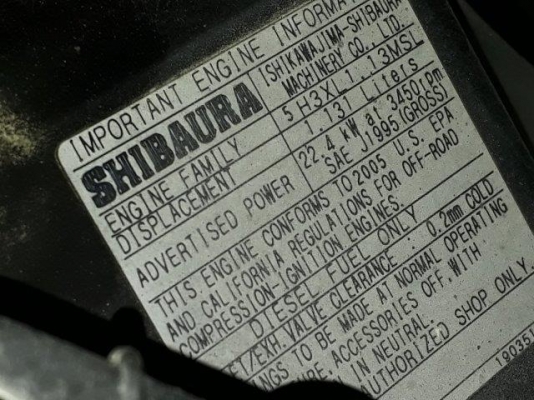 IMPORTANT ENGINE INFORMA
SHIBAURA ISHIKAWAJIMA-SHIBAURA
MACHINERY CO., LTD.
ENGINE FAMILY 5H3XL1.13MSL
DISPLACEMENT 1.131 Liters
ADVERTISED POWER 22.4 kW at 3450rpm
SAE J1995(GROSS)
THIS ENGINE CONFORMS TO 2005 U.S. EPA
AND CALIFORNIA REGULATIONS FOR OFF-ROAD
COMPRESSION-IGNITION ENGINES.
DIESEL FUEL ONLY
ET/EXH.VALVE CLEARANCE 0.2mm COLD
NGS TO BE MADE AT NORMAL OPERATING
URE, ACCESSORIES OFF, WITH
IN NEUTRAL.
AUTHORIZED SHOP ONLY.